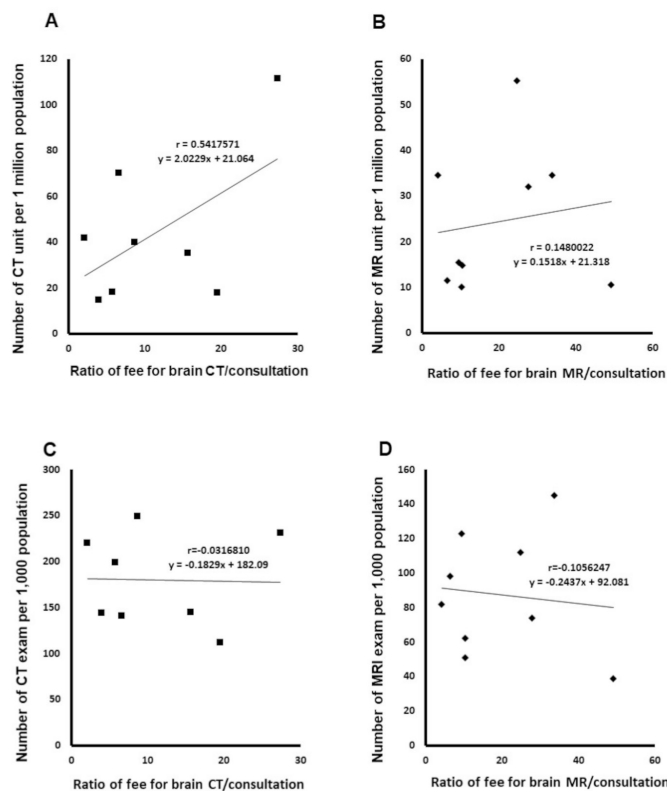 A
Number of CT unit per 1 million population
120
100
80
60
40
20
0
0 10 20 30
r = 0.5417571
y = 2.0229x + 21.064
Ratio of fee for brain CT/consultation
B
Number of MR unit per 1 million population
60
50
40
30
20
10
0
0 20 40 60
r = 0.1480022
y = 0.1518x + 21.318
Ratio of fee for brain MR/consultation
C
Number of CT exam per 1,000 population
300
250
200
150
100
50
0
0 10 20 30
r=-0.0316810
y = -0.1829x + 182.09
Ratio of fee for brain CT/consultation
D
Number of MRI exam per 1,000 population
160
140
120
100
80
60
40
20
0
0 20 40 60
r=-0.1056247
y = -0.2437x + 92.081
Ratio of fee for brain MR/consultation